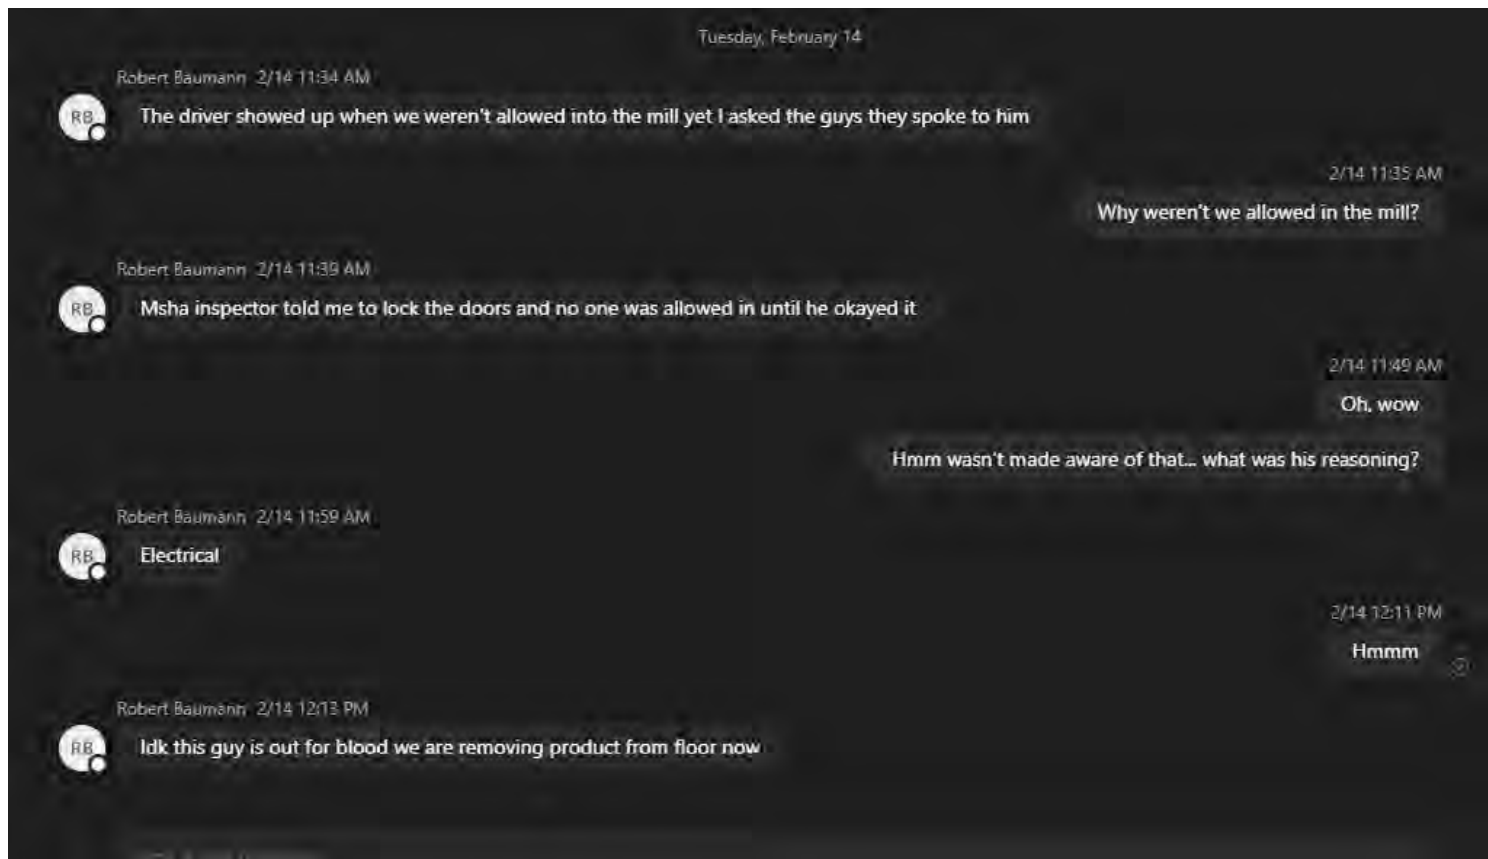 Tuesday, February 14
Robert Baumann 2/14 11:34 AM
RB
The driver showed up when we weren't allowed into the mill yet I asked the guys they spoke to him
2/14 11:35 AM
Why weren't we allowed in the mill?
Robert Baumann 2/14 11:39 AM
RB
Msha inspector told me to lock the doors and no one was allowed in until he okayed it
2/14 11:49 AM
Oh, wow
Hmm wasn't made aware of that... what was his reasoning?
Robert Baumann 2/14 11:59 AM
RB
Electrical
2/14 12:11 PM
Hmmm
Robert Baumann 2/14 12:13 PM
RB
Idk this guy is out for blood we are removing product from floor now